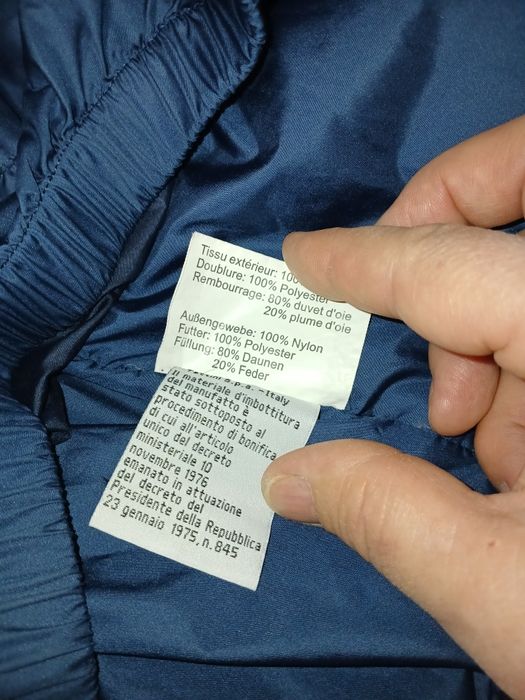 Tissu extérieur:
Doublure: 100% Polyester
Rembourrage: 80% duvet d'oie
20% plume d'oie
Außengewebe: 100% Nylon
Futter: 100% Polyester
Füllung: 80% Daunen
20% Feder
s.p.a. - Italy
Il materiale d'imbottitura
del manufatto è
stato sottoposto al
procedimento di bonifica
di cui all'articolo
unico del decreto
ministeriale 10
novembre 1976
emanato in attuazione
del decreto del
Presidente della Repubblica
23 gennaio 1975, n.845